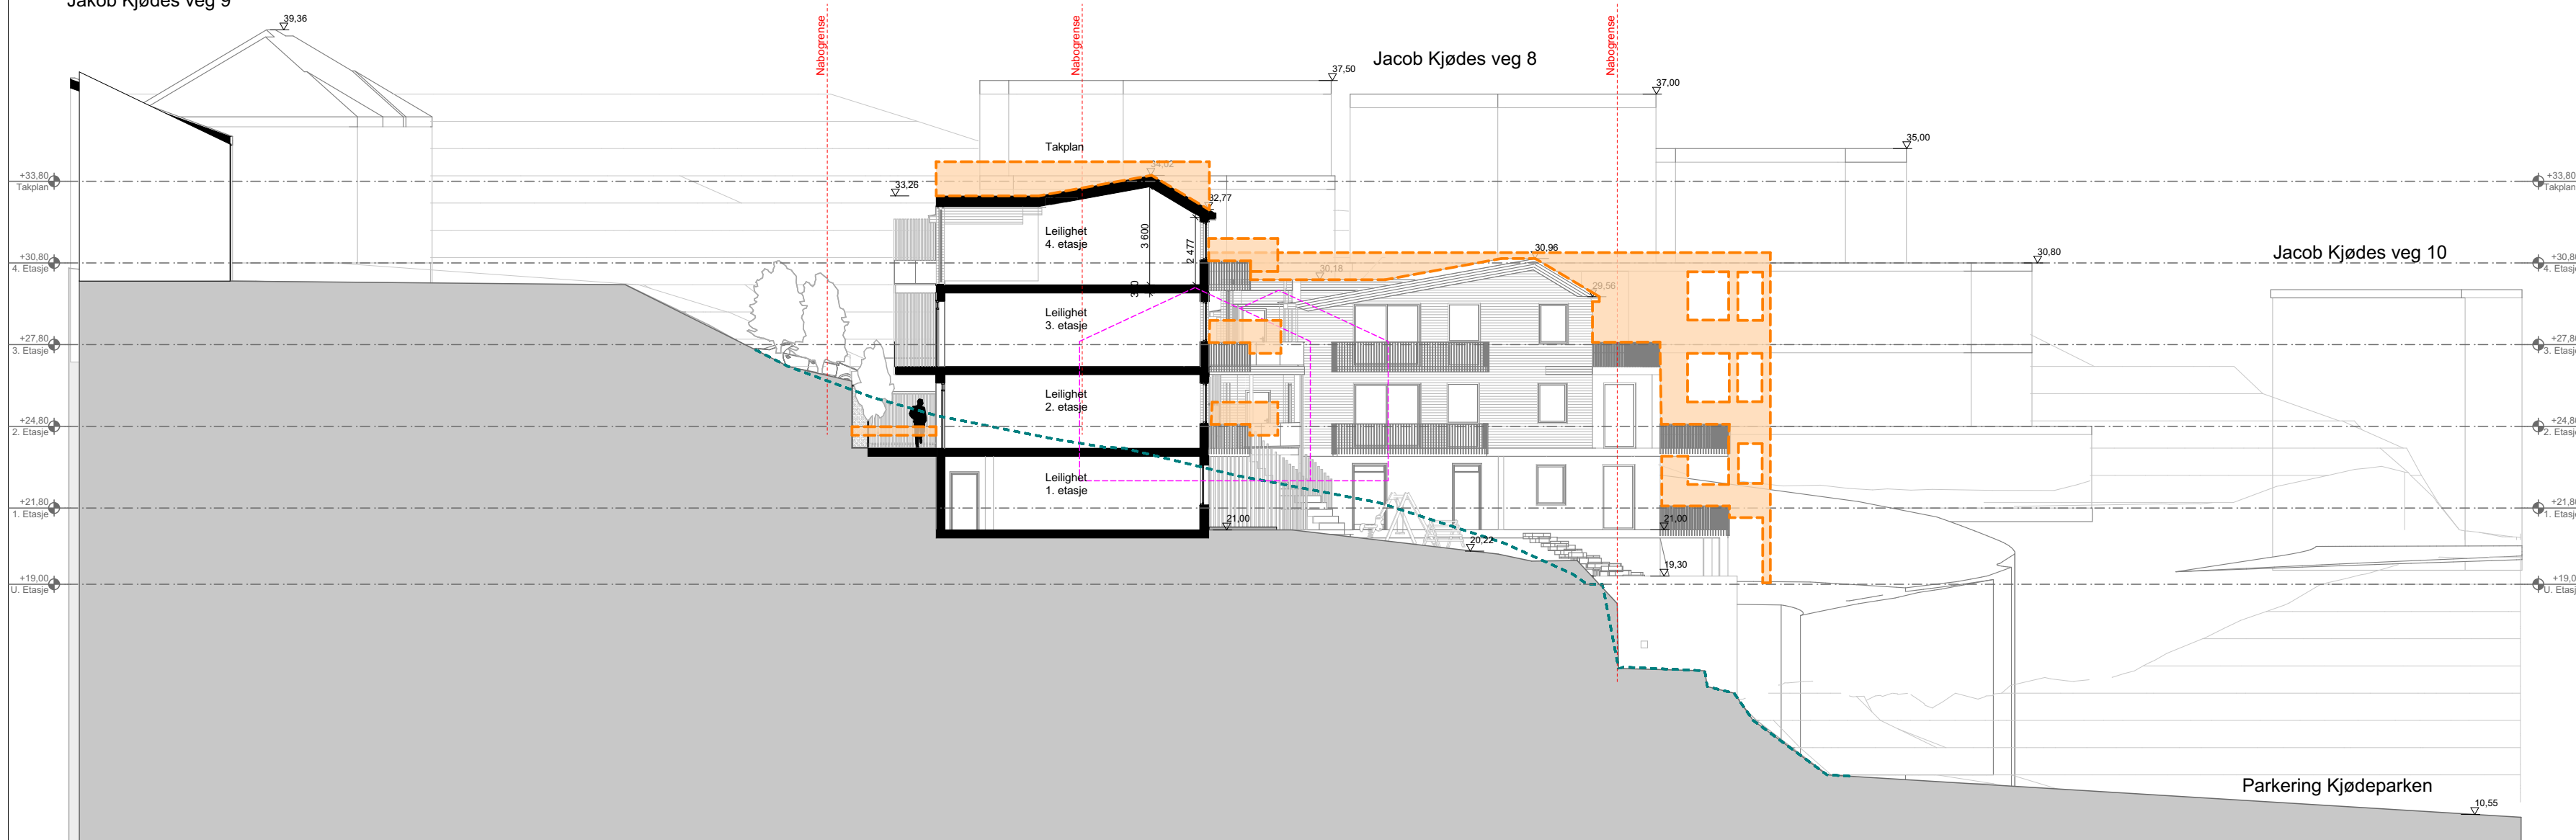 Jakob Kjødes veg 9
39,36
Nabogrense
Nabogrense
Nabogrense
Jacob Kjødes veg 8
37,50
37,00
35,00
Takplan
34,02
33,26
32,77
+33,80
Takplan
+33,80
Takplan
Leilighet
4. etasje
3 600
2 477
30,96
30,18
30,80
Jacob Kjødes veg 10
+30,80
4. Etasje
+30,80
4. Etasje
29,56
Leilighet
3. etasje
+27,80
3. Etasje
+27,80
3. Etasje
Leilighet
2. etasje
+24,80
2. Etasje
+24,80
2. Etasje
Leilighet
1. etasje
+21,80
1. Etasje
+21,80
1. Etasje
21,00
21,00
20,22
19,30
+19,00
U. Etasje
+19,0
U. Etasj
Parkering Kjødeparken
10,55